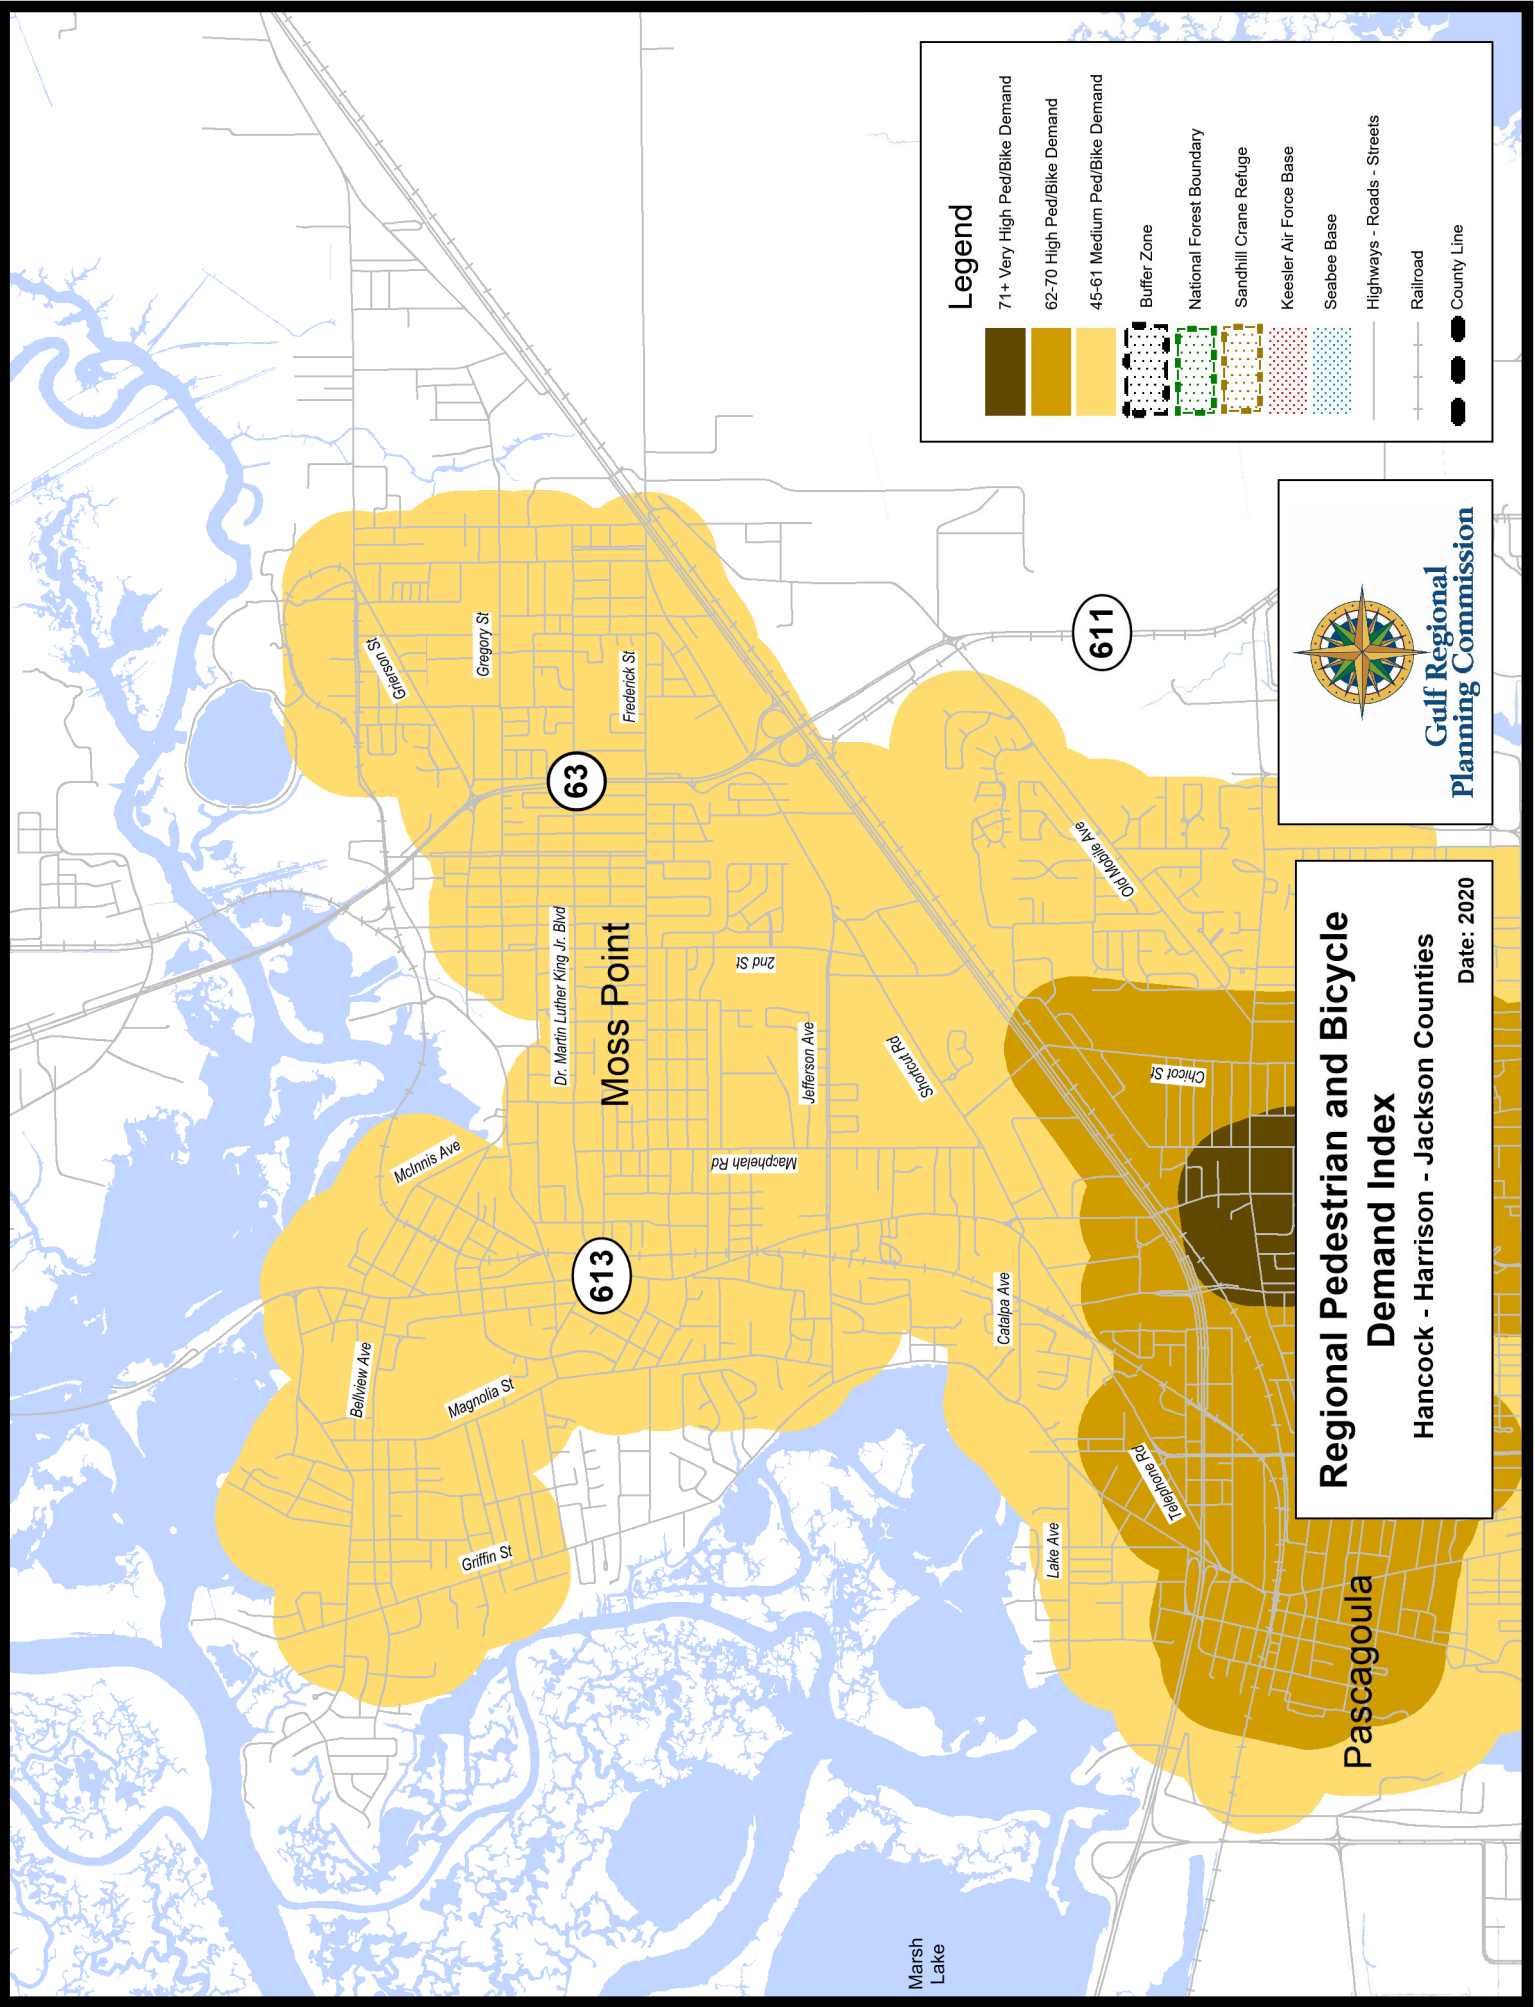 Grierson St
Gregory St
Frederick St
63
611
Old Mobile Ave
Dr. Martin Luther King Jr. Blvd
Moss Point
2nd St
Jefferson Ave
Shortcut Rd
Chicot St
McInnis Ave
Macphelah Rd
613
Catalpa Ave
Bellview Ave
Magnolia St
Telephone Rd
Griffin St
Lake Ave
Pascagoula
Marsh
Lake
Legend
71+ Very High Ped/Bike Demand
62-70 High Ped/Bike Demand
45-61 Medium Ped/Bike Demand
Buffer Zone
National Forest Boundary
Sandhill Crane Refuge
Keesler Air Force Base
Seabee Base
Highways - Roads - Streets
Railroad
County Line
Gulf Regional
Planning Commission
Regional Pedestrian and Bicycle
Demand Index
Hancock - Harrison - Jackson Counties
Date: 2020